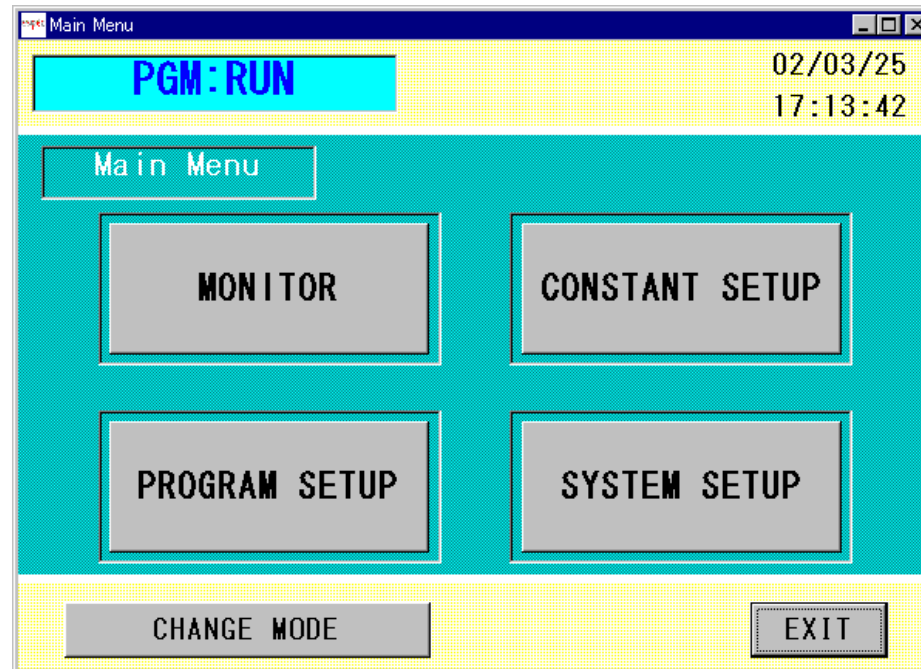 espec Main Menu
PGM:RUN
02/03/25
17:13:42
Main Menu
MONITOR
CONSTANT SETUP
PROGRAM SETUP
SYSTEM SETUP
CHANGE MODE
EXIT